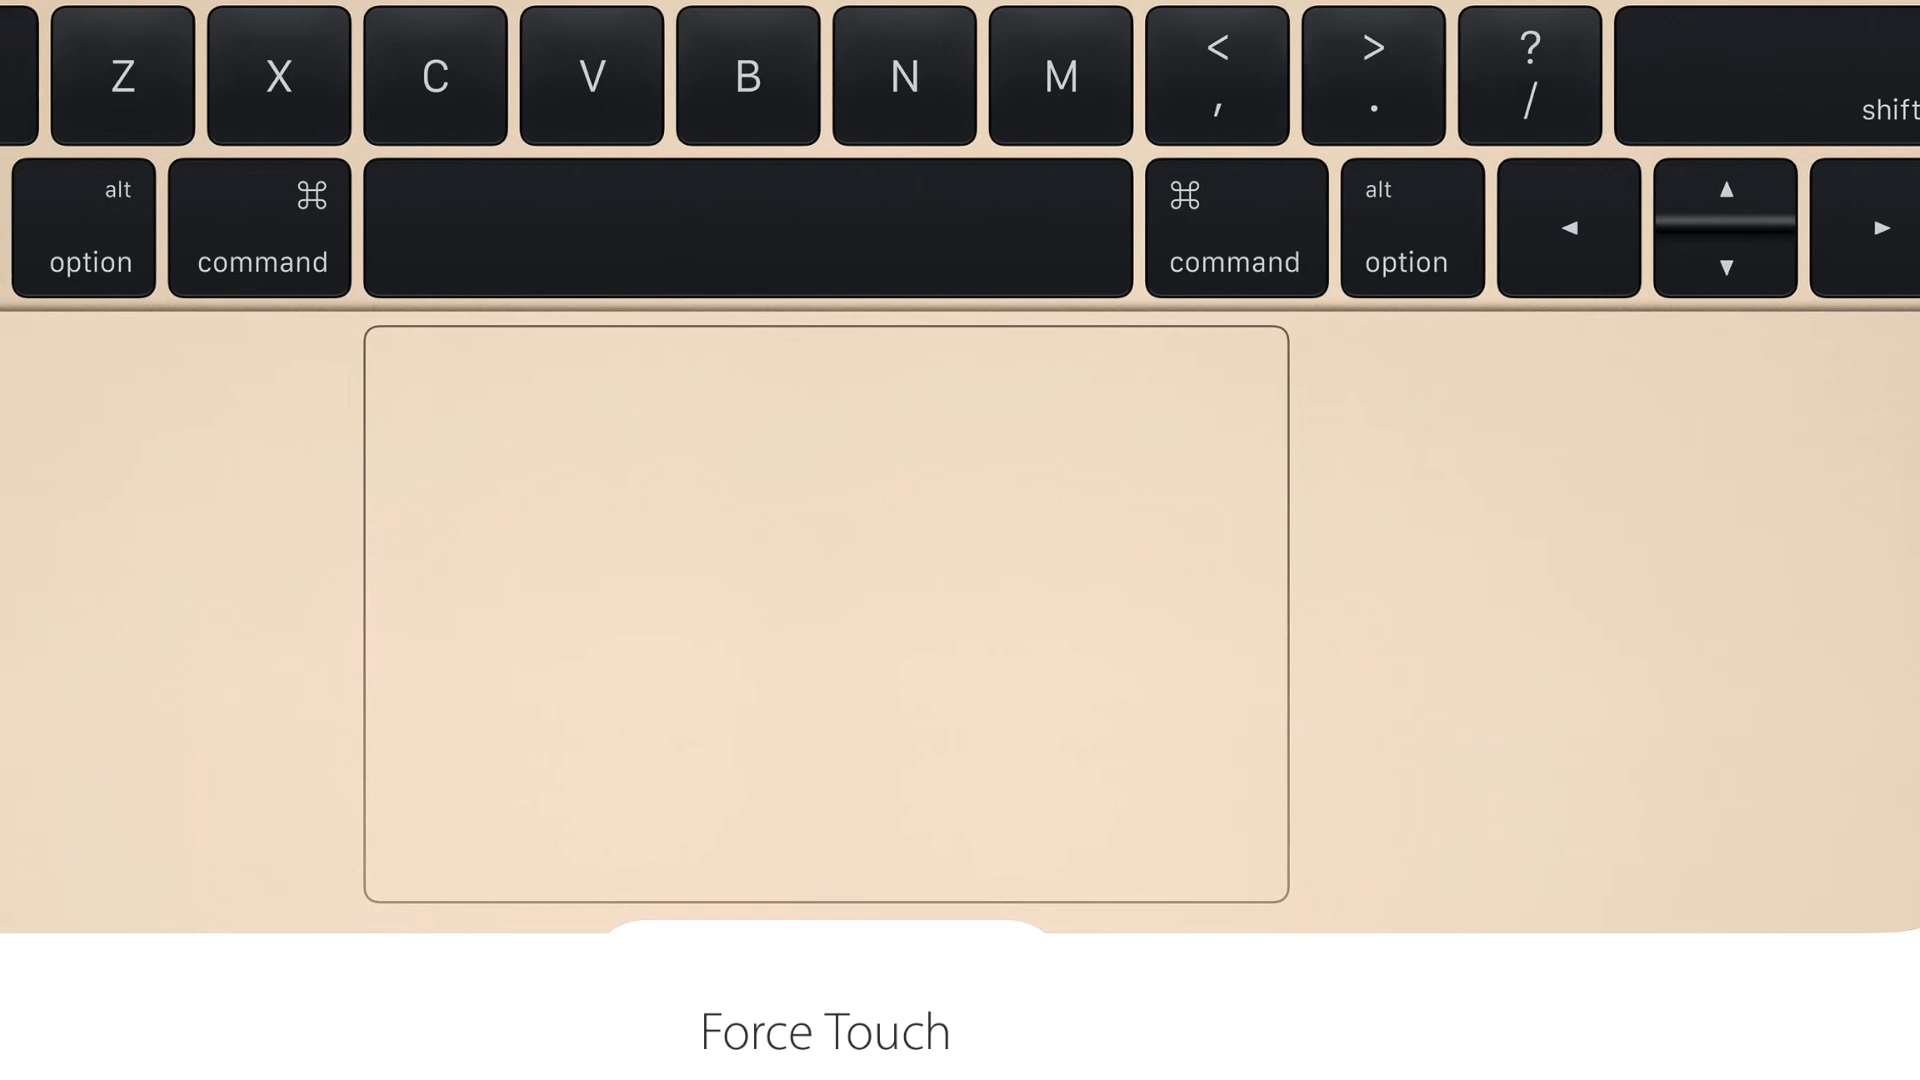 Z X C V B N M < > ?
, . /
shift
alt ⌘ ⌘ alt ▲
◀ ▶
option command command option ▼
Force Touch